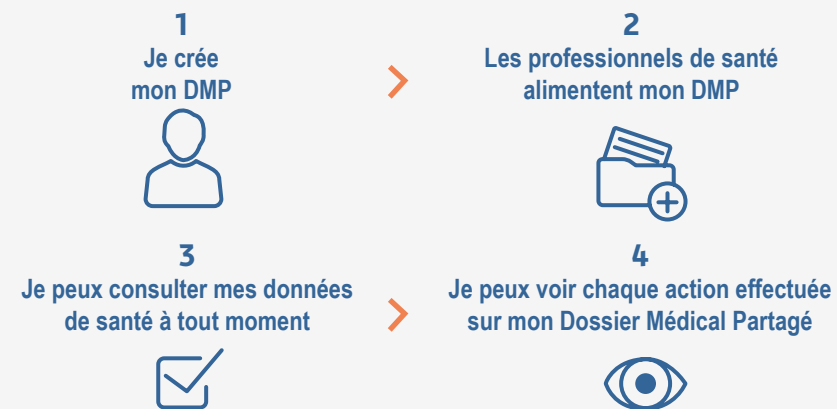 1
Je crée
mon DMP
2
Les professionnels de santé
alimentent mon DMP
3
Je peux consulter mes données
de santé à tout moment
4
Je peux voir chaque action effectuée
sur mon Dossier Médical Partagé